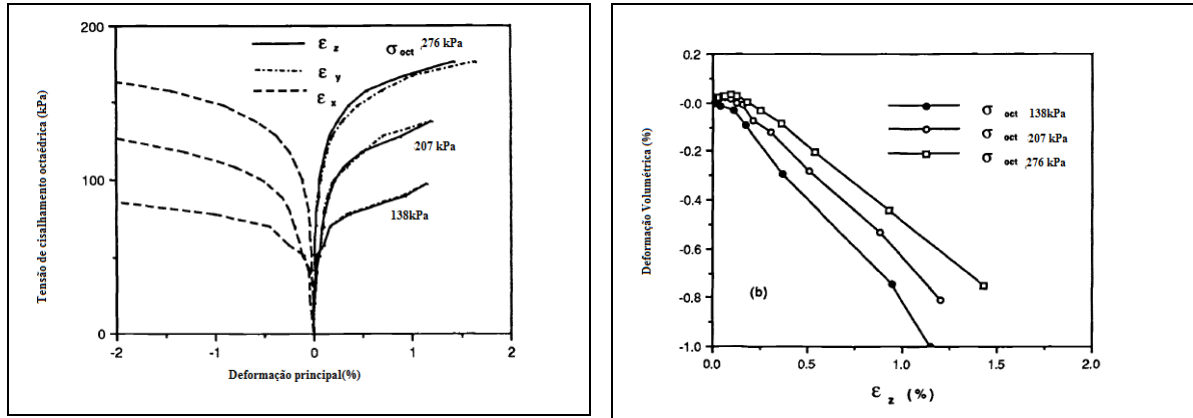 200
100
0
-2
-1
0
1
2
Tensão de cisalhamento octaédrica (kPa)
Deformação principal(%)
ε z
ε y
ε x
σ oct ,276 kPa
207 kPa
138kPa
0.2
-0.0
-0.2
-0.4
-0.6
-0.8
-1.0
0.0
0.5
1.0
1.5
2.0
Deformação Volumétrica (%)
σ oct 138kPa
σ oct 207 kPa
σ oct ,276 kPa
(b)
ε z (%)